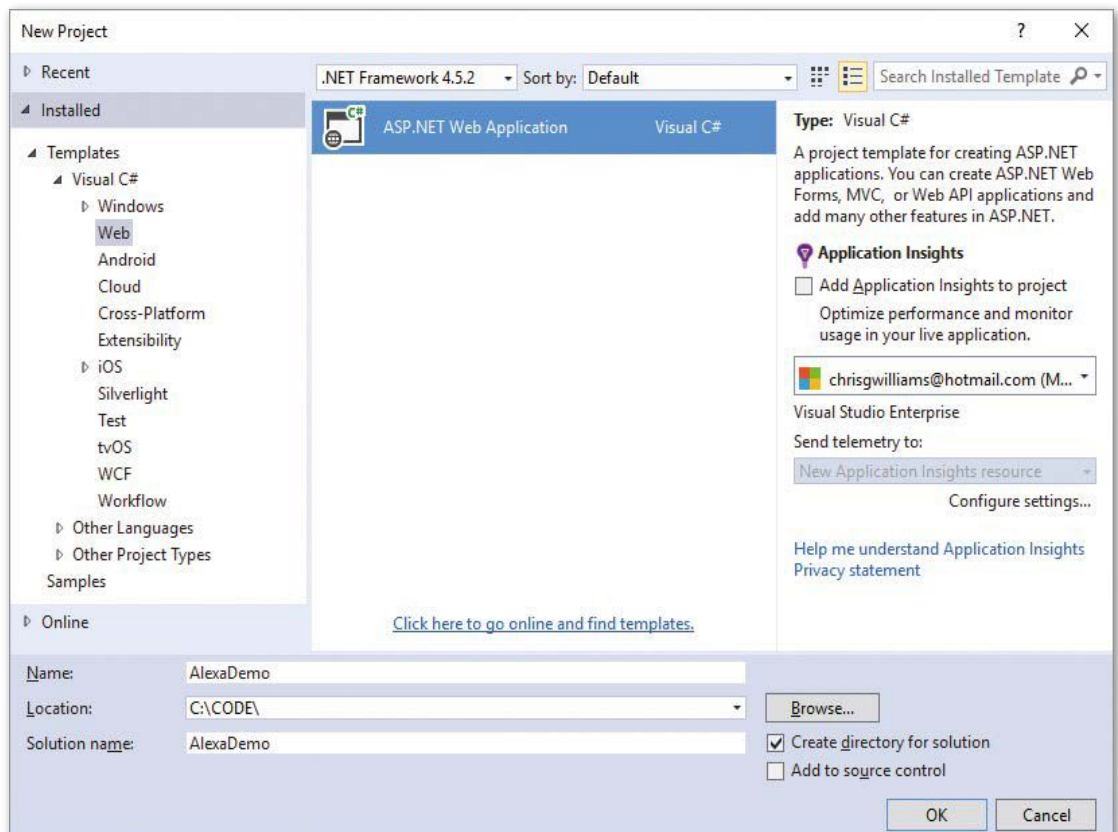 New Project
?
Recent
.NET Framework 4.5.2
Sort by: Default
Search Installed Template
Installed
Templates
Visual C#
Windows
Web
Android
Cloud
Cross-Platform
Extensibility
iOS
Silverlight
Test
tvOS
WCF
Workflow
Other Languages
Other Project Types
Samples
Online
C#
ASP.NET Web Application Visual C#
Click here to go online and find templates.
Type: Visual C#
A project template for creating ASP.NET
applications. You can create ASP.NET Web
Forms, MVC, or Web API applications and
add many other features in ASP.NET.
Application Insights
Add Application Insights to project
Optimize performance and monitor
usage in your live application.
chrisgwilliams@hotmail.com (M...
Visual Studio Enterprise
Send telemetry to:
New Application Insights resource
Configure settings...
Help me understand Application Insights
Privacy statement
Name: AlexaDemo
Location: C:\CODE\
Browse...
Solution name: AlexaDemo
Create directory for solution
Add to source control
OK Cancel